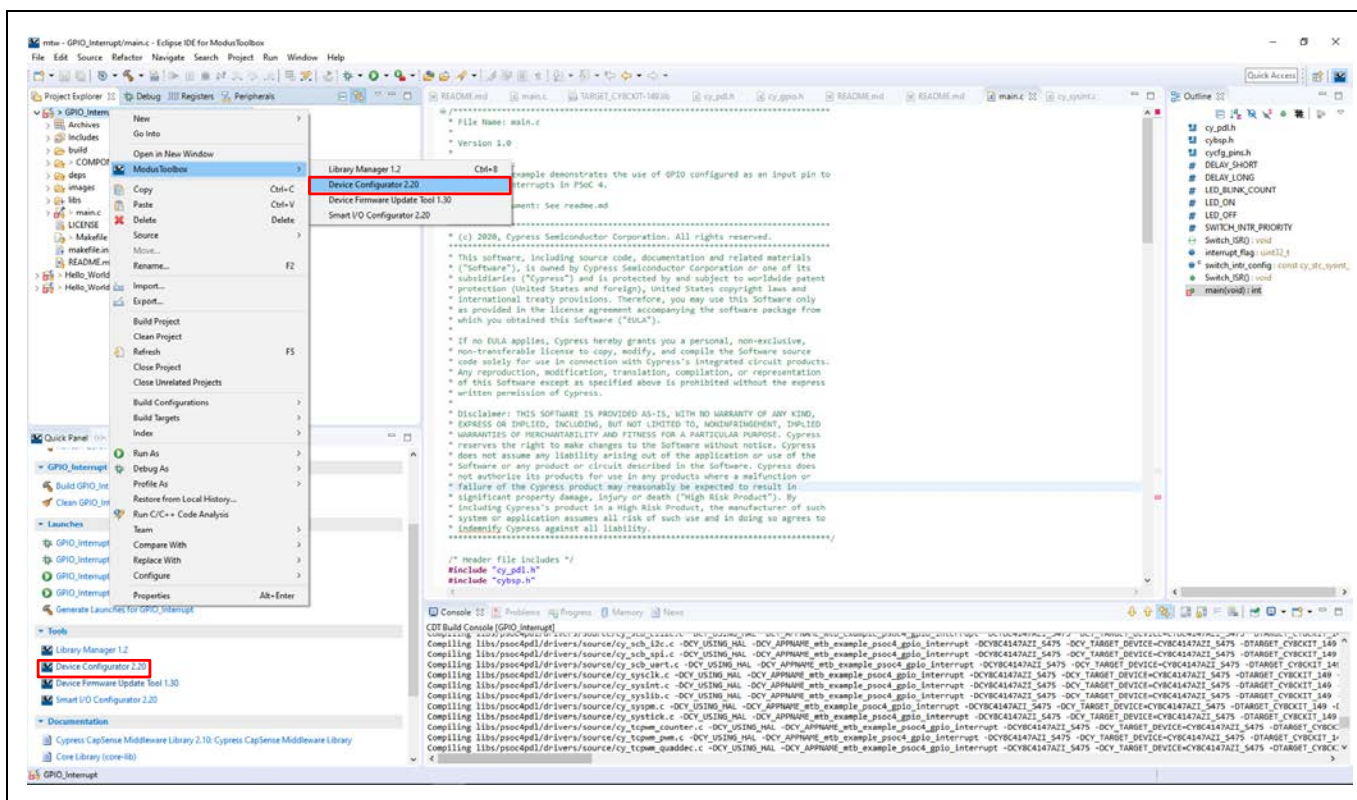 mtw - GPIO_Interrupt/main.c - Eclipse IDE for ModusToolbox
File Edit Source Refactor Navigate Search Project Run Window Help
Quick Access
Project Explorer Debug Registers Peripherals
README.md main.c TARGET_CY8CKIT-149.lib cy_pdl.h cy_gpio.h README.md README.md main.c cy_sysint.c
Outline
> GPIO_Intern
Archives
Includes
build
> COMPO
deps
images
libs
> main.c
LICENSE
> Makefile
makefile.in
README.m
> Hello_World
> Hello_World
New
Go Into
Open in New Window
ModusToolbox
Copy Ctrl+C
Paste Ctrl+V
Delete Delete
Source
Move...
Rename... F2
Import...
Export...
Build Project
Clean Project
Refresh F5
Close Project
Close Unrelated Projects
Build Configurations
Build Targets
Index
Run As
Debug As
Profile As
Restore from Local History...
Run C/C++ Code Analysis
Team
Compare With
Replace With
Configure
Properties Alt+Enter
Library Manager 1.2 Ctrl+B
Device Configurator 2.20
Device Firmware Update Tool 1.30
Smart I/O Configurator 2.20
* File Name: main.c
* Version 1.0
example demonstrates the use of GPIO configured as an input pin to
nterrupts in PSoC 4.
ument: See readme.md
* (c) 2020, Cypress Semiconductor Corporation. All rights reserved.
* This software, including source code, documentation and related materials
* ("Software"), is owned by Cypress Semiconductor Corporation or one of its
* subsidiaries ("Cypress") and is protected by and subject to worldwide patent
* protection (United States and foreign), United States copyright laws and
* international treaty provisions. Therefore, you may use this Software only
* as provided in the license agreement accompanying the software package from
* which you obtained this Software ("EULA").
* If no EULA applies, Cypress hereby grants you a personal, non-exclusive,
* non-transferable license to copy, modify, and compile the Software source
* code solely for use in connection with Cypress's integrated circuit products.
* Any reproduction, modification, translation, compilation, or representation
* of this Software except as specified above is prohibited without the express
* written permission of Cypress.
* Disclaimer: THIS SOFTWARE IS PROVIDED AS-IS, WITH NO WARRANTY OF ANY KIND,
* EXPRESS OR IMPLIED, INCLUDING, BUT NOT LIMITED TO, NONINFRINGEMENT, IMPLIED
* WARRANTIES OF MERCHANTABILITY AND FITNESS FOR A PARTICULAR PURPOSE. Cypress
* reserves the right to make changes to the Software without notice. Cypress
* does not assume any liability arising out of the application or use of the
* Software or any product or circuit described in the Software. Cypress does
* not authorize its products for use in any products where a malfunction or
* failure of the Cypress product may reasonably be expected to result in
* significant property damage, injury or death ("High Risk Product"). By
* including Cypress's product in a High Risk Product, the manufacturer of such
* system or application assumes all risk of such use and in doing so agrees to
* indemnify Cypress against all liability.
/* Header file includes */
#include "cy_pdl.h"
#include "cybsp.h"
cy_pdl.h
cybsp.h
cycfg_pins.h
DELAY_SHORT
DELAY_LONG
LED_BLINK_COUNT
LED_ON
LED_OFF
SWITCH_INTR_PRIORITY
Switch_ISR() : void
interrupt_flag : uint32_t
switch_intr_config : const cy_stc_sysint_
Switch_ISR() : void
main(void) : int
Quick Panel
GPIO_Interrupt
Build GPIO_Int
Clean GPIO_Int
Launches
GPIO_Interrupt
GPIO_Interrupt
GPIO_Interrupt
GPIO_Interrupt
Generate Launches for GPIO_Interrupt
Tools
Library Manager 1.2
Device Configurator 2.20
Device Firmware Update Tool 1.30
Smart I/O Configurator 2.20
Documentation
Cypress CapSense Middleware Library 2.10: Cypress CapSense Middleware Library
Core Library (core-lib)
Console Problems Progress Memory News
CDT Build Console [GPIO_Interrupt]
Compiling libs/psoc4pdl/drivers/source/cy_scb_i2c.c -DCY_USING_HAL -DCY_APPNAME_mtb_example_psoc4_gpio_interrupt -DCY8C4147AZI_S475 -DCY_TARGET_DEVICE=CY8C4147AZI_S475 -DTARGET_CY8CKIT_149
Compiling libs/psoc4pdl/drivers/source/cy_scb_spi.c -DCY_USING_HAL -DCY_APPNAME_mtb_example_psoc4_gpio_interrupt -DCY8C4147AZI_S475 -DCY_TARGET_DEVICE=CY8C4147AZI_S475 -DTARGET_CY8CKIT_149
Compiling libs/psoc4pdl/drivers/source/cy_scb_uart.c -DCY_USING_HAL -DCY_APPNAME_mtb_example_psoc4_gpio_interrupt -DCY8C4147AZI_S475 -DCY_TARGET_DEVICE=CY8C4147AZI_S475 -DTARGET_CY8CKIT_14
Compiling libs/psoc4pdl/drivers/source/cy_sysclk.c -DCY_USING_HAL -DCY_APPNAME_mtb_example_psoc4_gpio_interrupt -DCY8C4147AZI_S475 -DCY_TARGET_DEVICE=CY8C4147AZI_S475 -DTARGET_CY8CKIT_149
Compiling libs/psoc4pdl/drivers/source/cy_sysint.c -DCY_USING_HAL -DCY_APPNAME_mtb_example_psoc4_gpio_interrupt -DCY8C4147AZI_S475 -DCY_TARGET_DEVICE=CY8C4147AZI_S475 -DTARGET_CY8CKIT_149
Compiling libs/psoc4pdl/drivers/source/cy_syslib.c -DCY_USING_HAL -DCY_APPNAME_mtb_example_psoc4_gpio_interrupt -DCY8C4147AZI_S475 -DCY_TARGET_DEVICE=CY8C4147AZI_S475 -DTARGET_CY8CKIT_149
Compiling libs/psoc4pdl/drivers/source/cy_syspm.c -DCY_USING_HAL -DCY_APPNAME_mtb_example_psoc4_gpio_interrupt -DCY8C4147AZI_S475 -DCY_TARGET_DEVICE=CY8C4147AZI_S475 -DTARGET_CY8CKIT_149 -
Compiling libs/psoc4pdl/drivers/source/cy_systick.c -DCY_USING_HAL -DCY_APPNAME_mtb_example_psoc4_gpio_interrupt -DCY8C4147AZI_S475 -DCY_TARGET_DEVICE=CY8C4147AZI_S475 -DTARGET_CY8CKIT_149
Compiling libs/psoc4pdl/drivers/source/cy_tcpwm_counter.c -DCY_USING_HAL -DCY_APPNAME_mtb_example_psoc4_gpio_interrupt -DCY8C4147AZI_S475 -DCY_TARGET_DEVICE=CY8C4147AZI_S475 -DTARGET_CY8CK
Compiling libs/psoc4pdl/drivers/source/cy_tcpwm_pwm.c -DCY_USING_HAL -DCY_APPNAME_mtb_example_psoc4_gpio_interrupt -DCY8C4147AZI_S475 -DCY_TARGET_DEVICE=CY8C4147AZI_S475 -DTARGET_CY8CKIT_1
Compiling libs/psoc4pdl/drivers/source/cy_tcpwm_quaddec.c -DCY_USING_HAL -DCY_APPNAME_mtb_example_psoc4_gpio_interrupt -DCY8C4147AZI_S475 -DCY_TARGET_DEVICE=CY8C4147AZI_S475 -DTARGET_CY8CK
GPIO_Interrupt